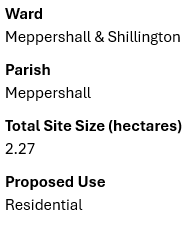 Ward
Meppershall & Shillington
Parish
Meppershall
Total Site Size (hectares)
2.27
Proposed Use
Residential